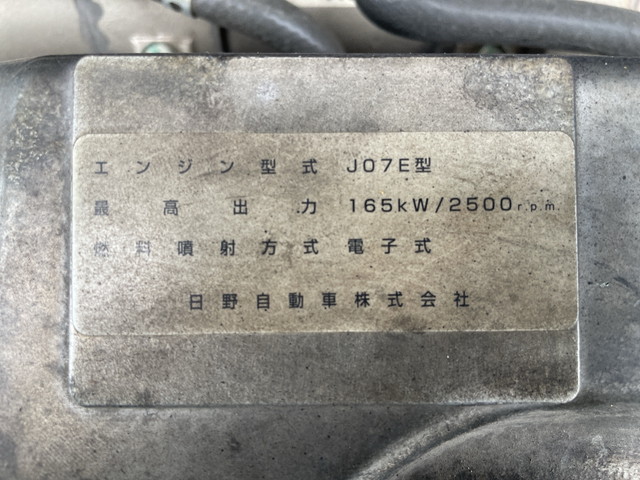 エンジン型式 J07E型
最高出力 165kW/2500r.p.m.
燃料噴射方式 電子式
日野自動車株式会社